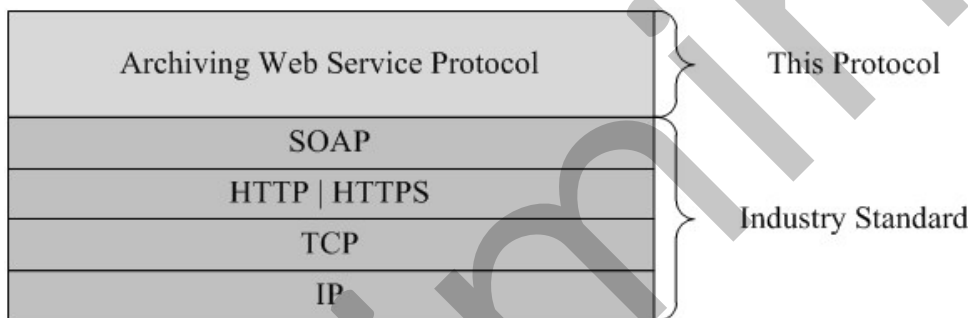 Archiving Web Service Protocol
This Protocol
SOAP
HTTP | HTTPS
Industry Standard
TCP
IP